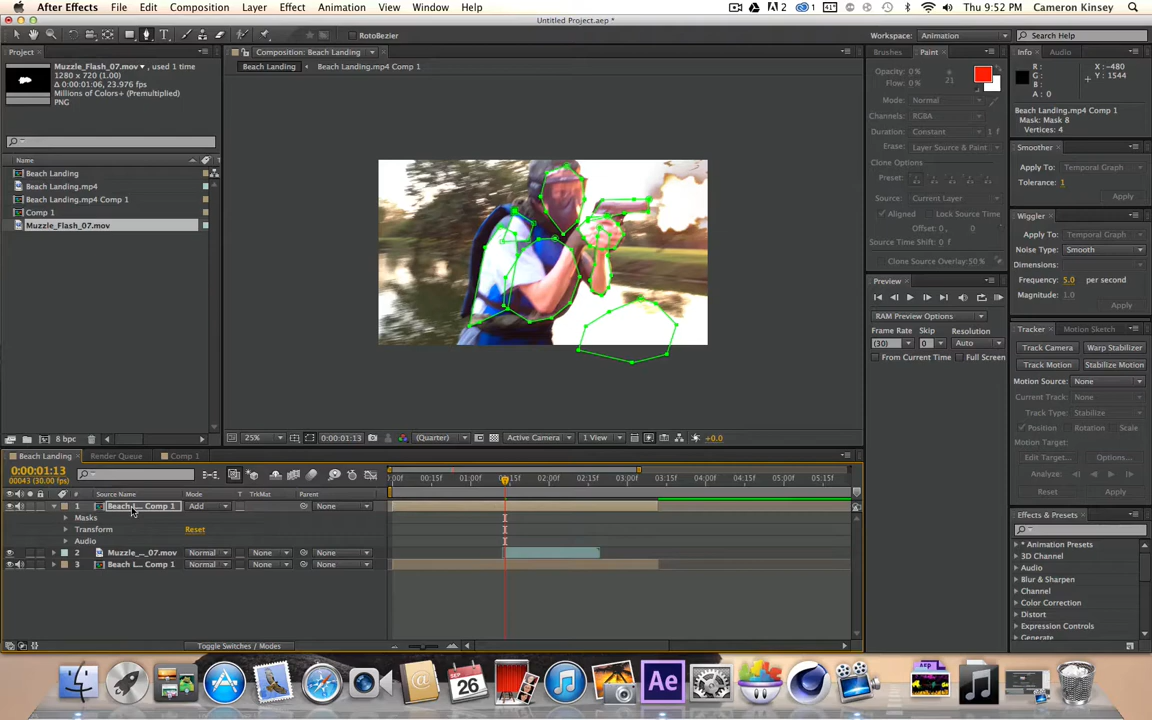 After Effects File Edit Composition Layer Effect Animation View Window Help 2 1 41° Thu 9:52 PM Cameron Kinsey
Untitled Project.aep *
RotoBezier Workspace: Animation Search Help
Project Composition: Beach Landing Brushes Paint Info Audio
Muzzle_Flash_07.mov , used 1 time
1280 x 720 (1.00)
Δ 0:00:01:06, 23.976 fps
Millions of Colors+ (Premultiplied)
PNG
Beach Landing Beach Landing.mp4 Comp 1
Name
Beach Landing
Beach Landing.mp4
Beach Landing.mp4 Comp 1
Comp 1
Muzzle_Flash_07.mov
8 bpc
25% 0:00:01:13 (Quarter) Active Camera 1 View +0.0
Opacity: 0 %
Flow: 0 % 21
Mode: Normal
Channels: RGBA
Duration: Constant 1 f
Erase: Layer Source & Paint
Clone Options
Preset:
Source: Current Layer
Aligned Lock Source Time
Offset: 0 , 0
Source Time Shift: 0 f
Clone Source Overlay: 50 %
Preview
RAM Preview Options
Frame Rate Skip Resolution
(30) 0 Auto
From Current Time Full Screen
R :
G :
B :
A : 0
X : -480
Y : 1544
Beach Landing.mp4 Comp 1
Mask: Mask 8
Vertices: 4
Smoother
Apply To: Temporal Graph
Tolerance: 1
Apply
Wiggler
Apply To: Temporal Graph
Noise Type: Smooth
Dimensions:
Frequency: 5.0 per second
Magnitude: 1.0
Apply
Tracker Motion Sketch
Track Camera Warp Stabilizer
Track Motion Stabilize Motion
Motion Source: None
Current Track: None
Track Type: Stabilize
Position Rotation Scale
Motion Target:
Edit Target... Options...
Analyze:
Reset Apply
Effects & Presets
* Animation Presets
3D Channel
Audio
Blur & Sharpen
Channel
Color Correction
Distort
Expression Controls
Generate
Beach Landing Render Queue Comp 1
0:00:01:13
00043 (30.00 fps)
0:00f 00:15f 01:00f 01:15f 02:00f 02:15f 03:00f 03:15f 04:00f 04:15f 05:00f 05:15f
# Source Name Mode T TrkMat Parent
1 Beach L... Comp 1 Add None
Masks
Transform Reset
Audio
2 Muzzle_..._07.mov Normal None None
3 Beach L... Comp 1 Normal None None
Toggle Switches / Modes
SEP
26
Ae